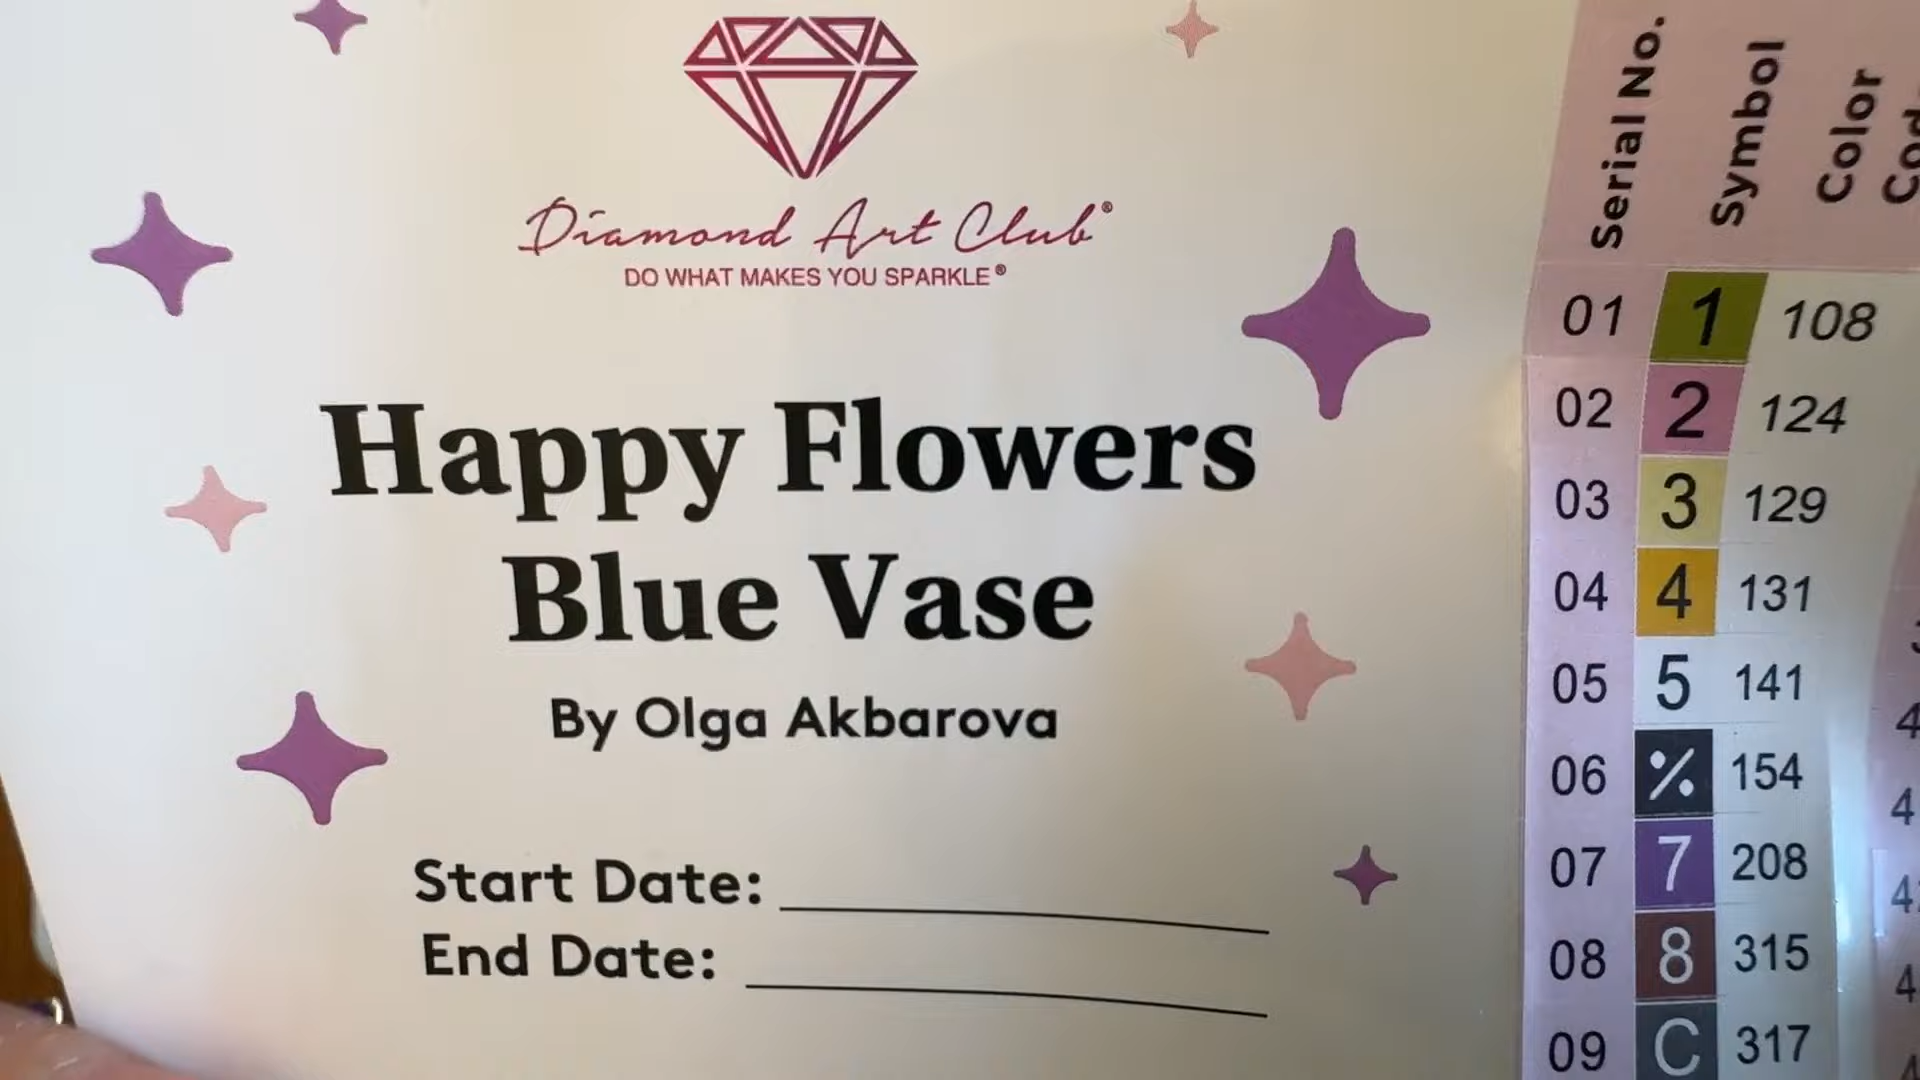 Diamond Art Club®
DO WHAT MAKES YOU SPARKLE®
Happy Flowers
Blue Vase
By Olga Akbarova
Start Date:
End Date:
Serial No. Symbol Color
01 1 108
02 2 124
03 3 129
04 4 131
05 5 141
06 % 154
07 7 208
08 8 315
09 C 317